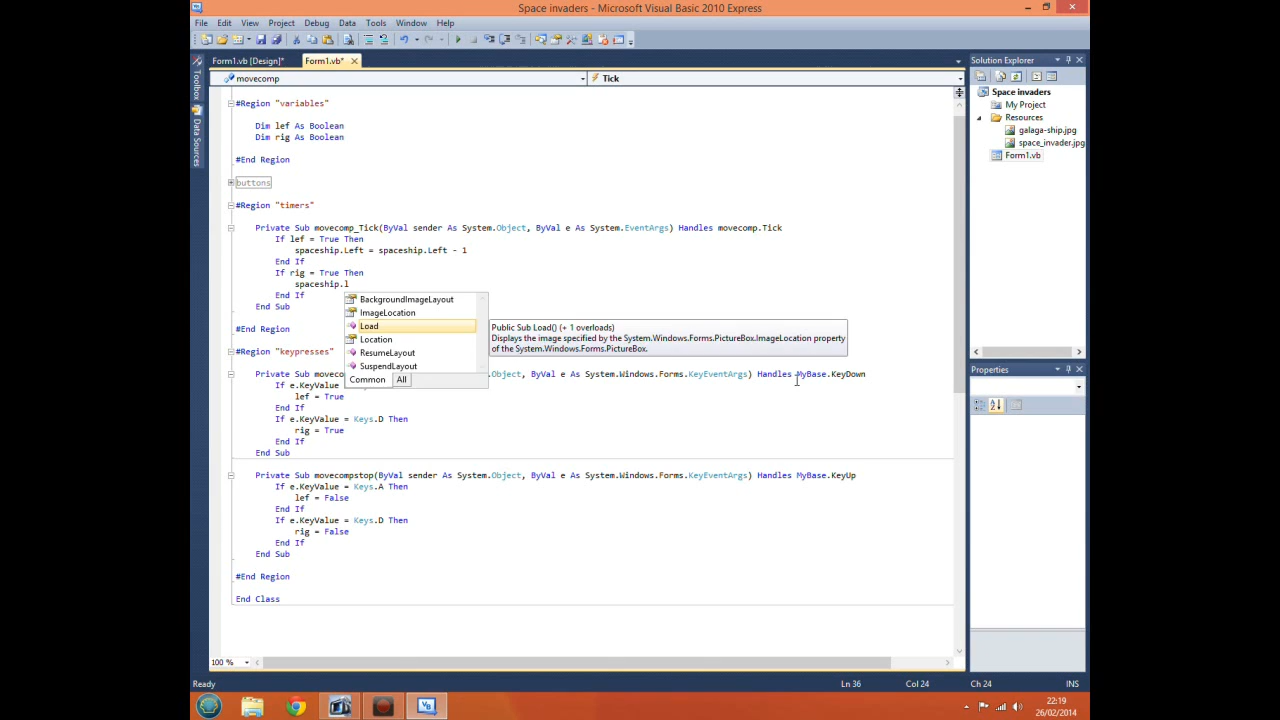 Space invaders - Microsoft Visual Basic 2010 Express
File Edit View Project Debug Data Tools Window Help
Form1.vb [Design]* Form1.vb*
Solution Explorer
movecomp Tick
Toolbox
Data Sources
#Region "variables"
Dim lef As Boolean
Dim rig As Boolean
#End Region
buttons
#Region "timers"
Private Sub movecomp_Tick(ByVal sender As System.Object, ByVal e As System.EventArgs) Handles movecomp.Tick
If lef = True Then
spaceship.Left = spaceship.Left - 1
End If
If rig = True Then
spaceship.l
End If
End Sub
#End Region
BackgroundImageLayout
ImageLocation
Load
Location
ResumeLayout
SuspendLayout
Common All
Public Sub Load() (+ 1 overloads)
Displays the image specified by the System.Windows.Forms.PictureBox.ImageLocation property
of the System.Windows.Forms.PictureBox.
#Region "keypresses"
Private Sub movecom .Object, ByVal e As System.Windows.Forms.KeyEventArgs) Handles MyBase.KeyDown
If e.KeyValue
lef = True
End If
If e.KeyValue = Keys.D Then
rig = True
End If
End Sub
Private Sub movecompstop(ByVal sender As System.Object, ByVal e As System.Windows.Forms.KeyEventArgs) Handles MyBase.KeyUp
If e.KeyValue = Keys.A Then
lef = False
End If
If e.KeyValue = Keys.D Then
rig = False
End If
End Sub
#End Region
End Class
100 %
Space invaders
My Project
Resources
galaga-ship.jpg
space_invader.jpg
Form1.vb
Properties
Ready Ln 36 Col 24 Ch 24 INS
22:19
26/02/2014